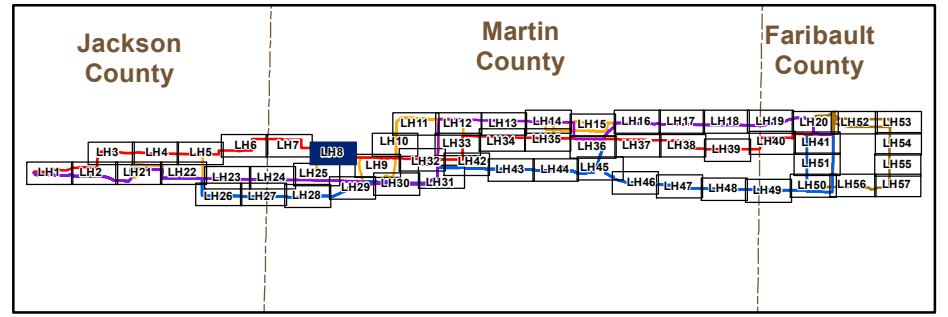 Jackson
County
Martin
County
Faribault
County
LH11 LH12 LH13 LH14 LH15 LH16 LH17 LH18 LH19 LH20 LH52 LH53
LH3 LH4 LH5 LH6 LH7 LH8 LH10 LH33 LH34 LH35 LH36 LH37 LH38 LH39 LH40 LH41 LH54
LH1 LH2 LH21 LH22 LH23 LH24 LH25 LH9 LH32 LH42 LH43 LH44 LH45 LH51 LH55
LH26 LH27 LH28 LH29 LH30 LH31 LH46 LH47 LH48 LH49 LH50 LH56 LH57